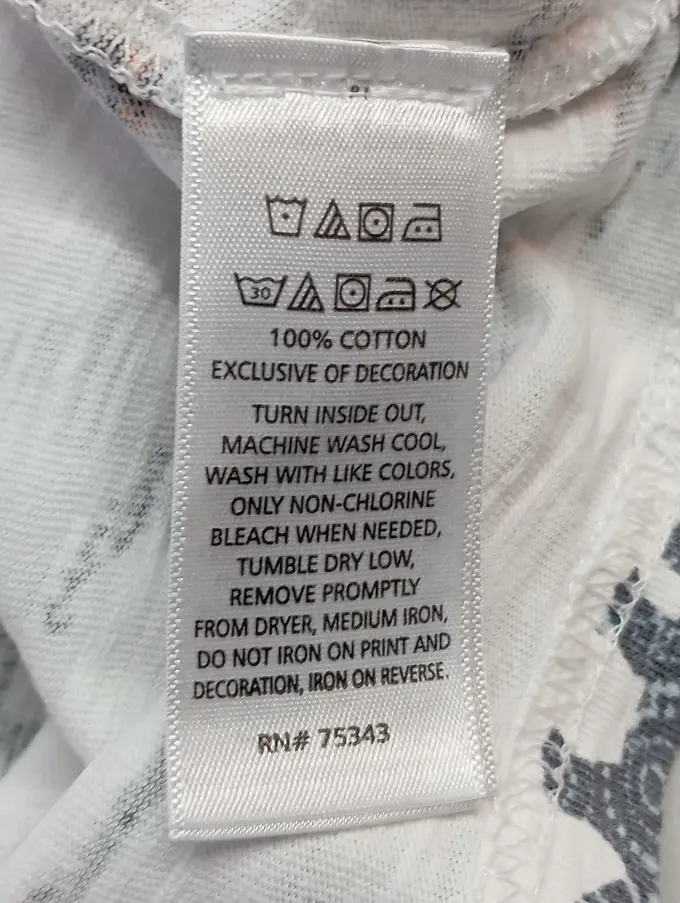 30
100% COTTON
EXCLUSIVE OF DECORATION
TURN INSIDE OUT,
MACHINE WASH COOL,
WASH WITH LIKE COLORS,
ONLY NON-CHLORINE
BLEACH WHEN NEEDED,
TUMBLE DRY LOW,
REMOVE PROMPTLY
FROM DRYER, MEDIUM IRON,
DO NOT IRON ON PRINT AND
DECORATION, IRON ON REVERSE.
RN# 75343